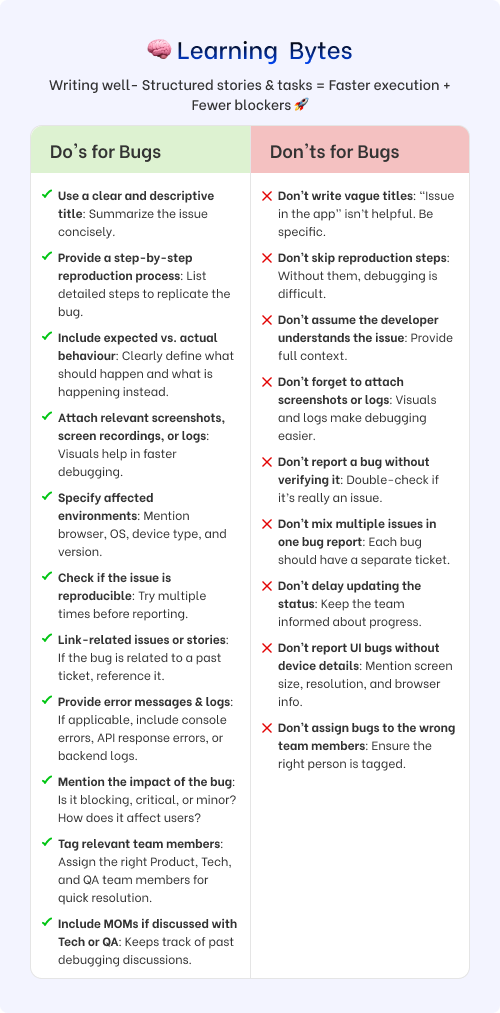 🧠 Learning Bytes
Writing well- Structured stories & tasks = Faster execution +
Fewer blockers 🚀
Do's for Bugs
✓ Use a clear and descriptive
title: Summarize the issue
concisely.
✓ Provide a step-by-step
reproduction process: List
detailed steps to replicate the
bug.
✓ Include expected vs. actual
behaviour: Clearly define what
should happen and what is
happening instead.
✓ Attach relevant screenshots,
screen recordings, or logs:
Visuals help in faster
debugging.
✓ Specify affected
environments: Mention
browser, OS, device type, and
version.
✓ Check if the issue is
reproducible: Try multiple
times before reporting.
✓ Link-related issues or stories:
If the bug is related to a past
ticket, reference it.
✓ Provide error messages & logs:
If applicable, include console
errors, API response errors, or
backend logs.
✓ Mention the impact of the bug:
Is it blocking, critical, or minor?
How does it affect users?
✓ Tag relevant team members:
Assign the right Product, Tech,
and QA team members for
quick resolution.
✓ Include MOMs if discussed with
Tech or QA: Keeps track of past
debugging discussions.
Don'ts for Bugs
✕ Don't write vague titles: "Issue
in the app" isn't helpful. Be
specific.
✕ Don't skip reproduction steps:
Without them, debugging is
difficult.
✕ Don't assume the developer
understands the issue: Provide
full context.
✕ Don't forget to attach
screenshots or logs: Visuals
and logs make debugging
easier.
✕ Don't report a bug without
verifying it: Double-check if
it's really an issue.
✕ Don't mix multiple issues in
one bug report: Each bug
should have a separate ticket.
✕ Don't delay updating the
status: Keep the team
informed about progress.
✕ Don't report UI bugs without
device details: Mention screen
size, resolution, and browser
info.
✕ Don't assign bugs to the wrong
team members: Ensure the
right person is tagged.